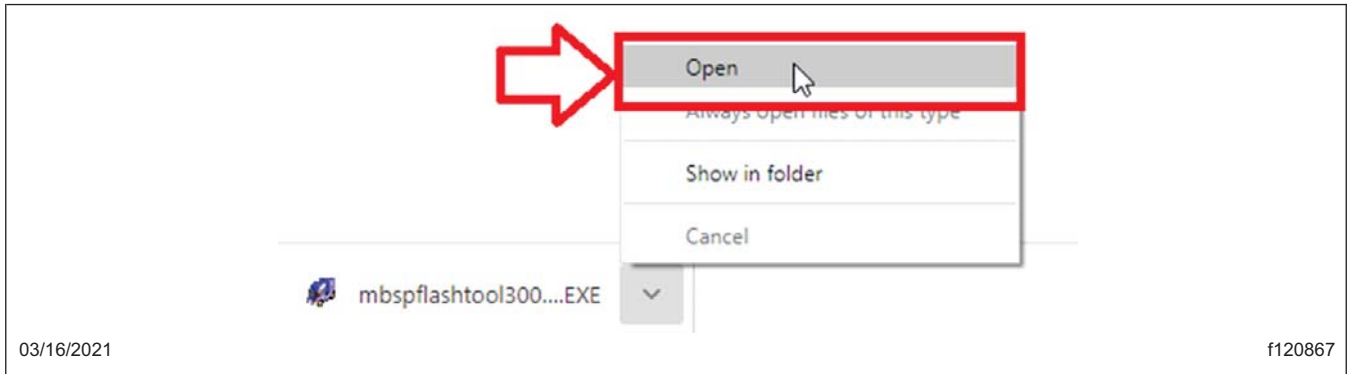 Open
Always open files of this type
Show in folder
Cancel
mbspflashtool300....EXE
03/16/2021
f120867